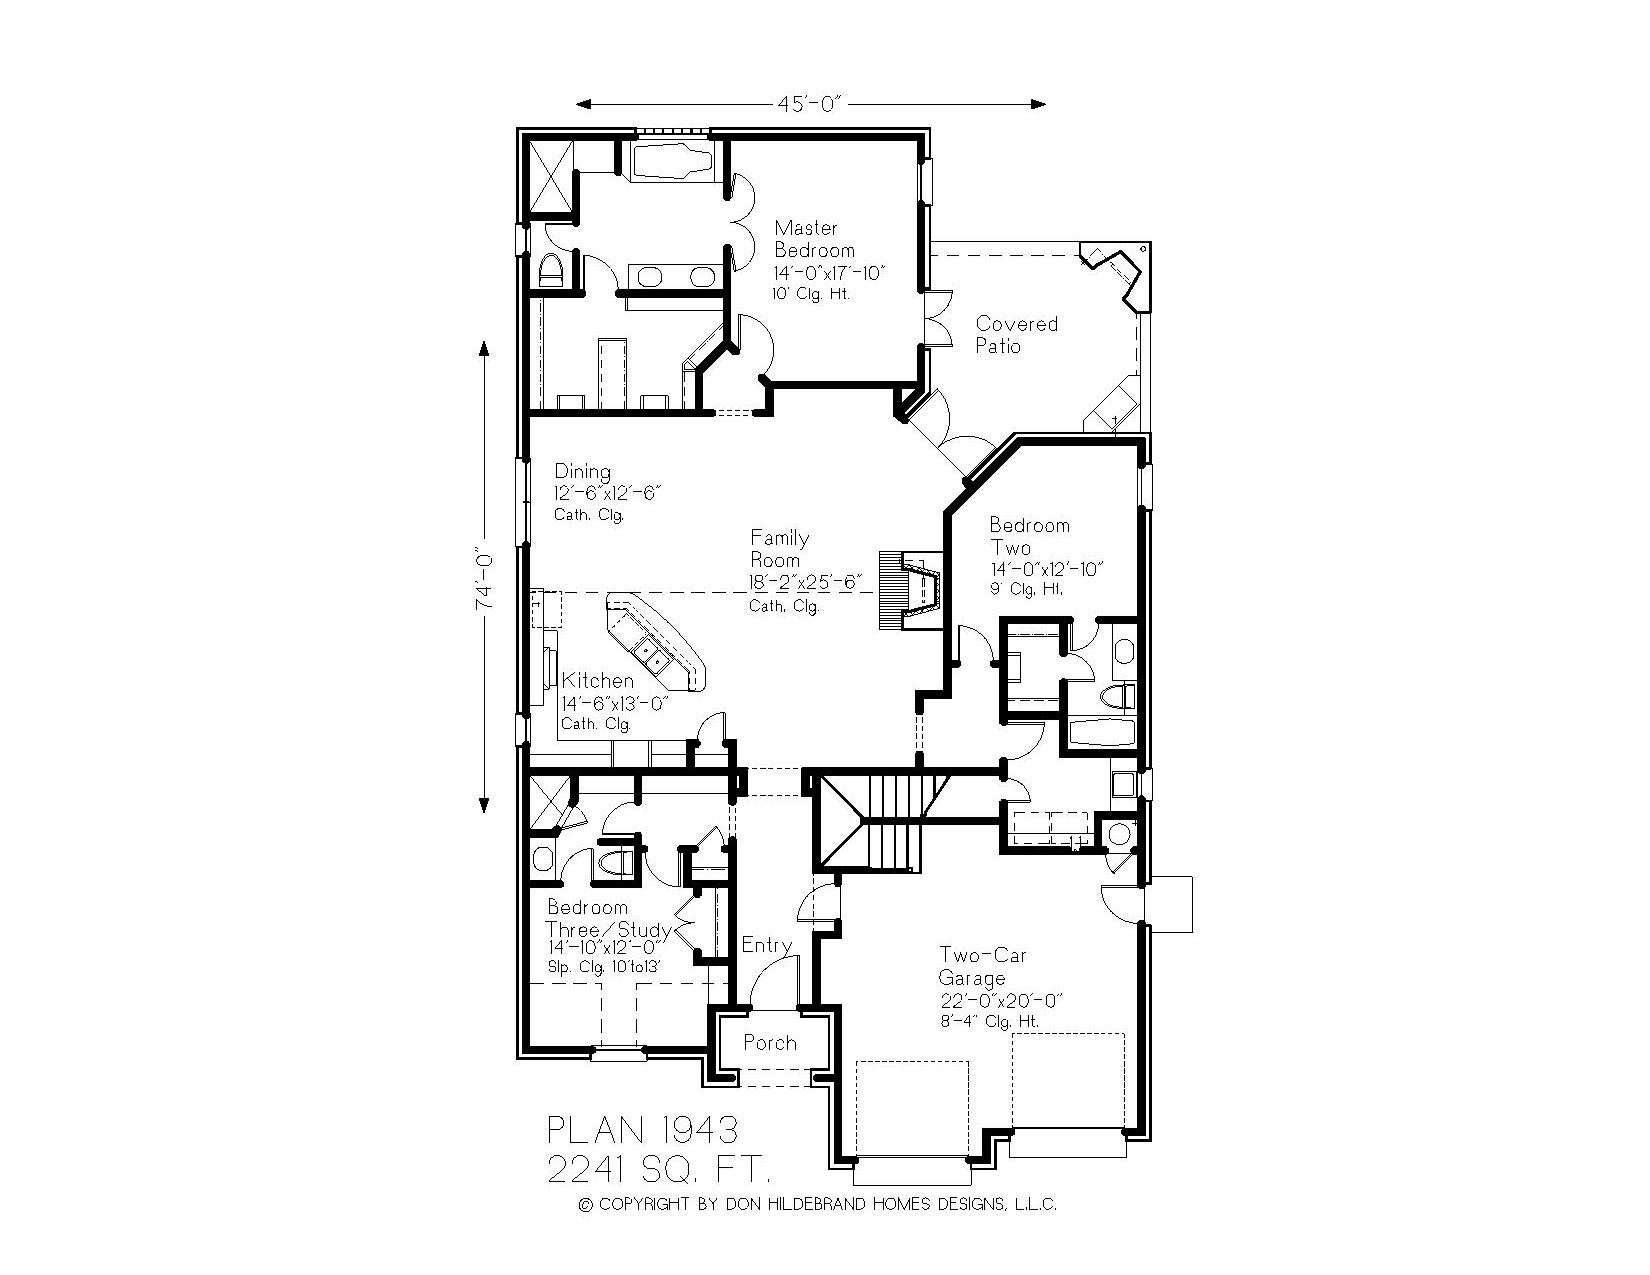 45'-0"
Master
Bedroom
14'-0"x17'-10"
10' Clg. Ht.
Covered
Patio
Dining
12'-6"x12'-6"
Cath. Clg.
Family
Room
18'-2"x25'-6"
Cath. Clg.
Bedroom
Two
14'-0"x12'-10"
9' Clg. Ht.
74'-0"
Kitchen
14'-6"x13'-0"
Cath. Clg.
Bedroom
Three/Study
14'-10"x12'-0"
Slp. Clg. 10'to13'
Entry
Two-Car
Garage
22'-0"x20'-0"
8'-4" Clg. Ht.
Porch
PLAN 1943
2241 SQ. FT.
© COPYRIGHT BY DON HILDEBRAND HOMES DESIGNS, L.L.C.